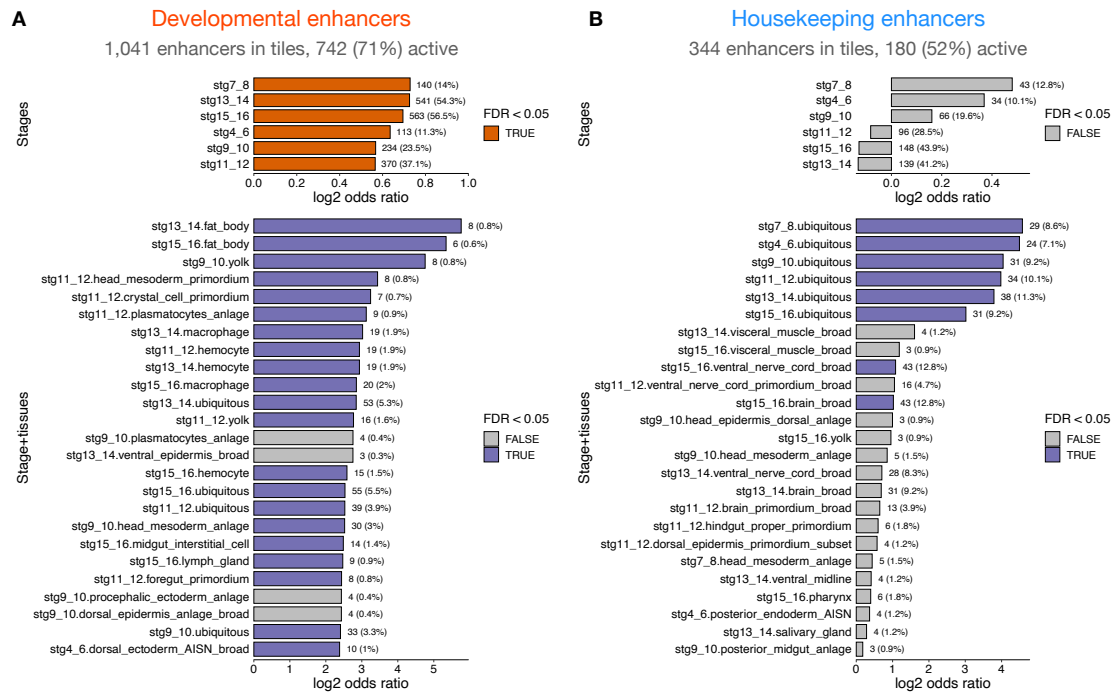 A
Developmental enhancers
1,041 enhancers in tiles, 742 (71%) active
Stages
stg7_8 140 (14%)
stg13_14 541 (54.3%)
stg15_16 563 (56.5%)
stg4_6 113 (11.3%)
stg9_10 234 (23.5%)
stg11_12 370 (37.1%)
0.0 0.2 0.4 0.6 0.8 1.0
log2 odds ratio
FDR < 0.05
TRUE
Stage+tissues
stg13_14.fat_body 8 (0.8%)
stg15_16.fat_body 6 (0.6%)
stg9_10.yolk 8 (0.8%)
stg11_12.head_mesoderm_primordium 8 (0.8%)
stg11_12.crystal_cell_primordium 7 (0.7%)
stg11_12.plasmatocytes_anlage 9 (0.9%)
stg13_14.macrophage 19 (1.9%)
stg11_12.hemocyte 19 (1.9%)
stg13_14.hemocyte 19 (1.9%)
stg15_16.macrophage 20 (2%)
stg13_14.ubiquitous 53 (5.3%)
stg11_12.yolk 16 (1.6%)
stg9_10.plasmatocytes_anlage 4 (0.4%)
stg13_14.ventral_epidermis_broad 3 (0.3%)
stg15_16.hemocyte 15 (1.5%)
stg15_16.ubiquitous 55 (5.5%)
stg11_12.ubiquitous 39 (3.9%)
stg9_10.head_mesoderm_anlage 30 (3%)
stg15_16.midgut_interstitial_cell 14 (1.4%)
stg15_16.lymph_gland 9 (0.9%)
stg11_12.foregut_primordium 8 (0.8%)
stg9_10.procephalic_ectoderm_anlage 4 (0.4%)
stg9_10.dorsal_epidermis_anlage_broad 4 (0.4%)
stg9_10.ubiquitous 33 (3.3%)
stg4_6.dorsal_ectoderm_AISN_broad 10 (1%)
0 1 2 3 4 5
log2 odds ratio
FDR < 0.05
FALSE
TRUE
B
Housekeeping enhancers
344 enhancers in tiles, 180 (52%) active
Stages
stg7_8 43 (12.8%)
stg4_6 34 (10.1%)
stg9_10 66 (19.6%)
stg11_12 96 (28.5%)
stg15_16 148 (43.9%)
stg13_14 139 (41.2%)
0.0 0.2 0.4
log2 odds ratio
FDR < 0.05
FALSE
Stage+tissues
stg7_8.ubiquitous 29 (8.6%)
stg4_6.ubiquitous 24 (7.1%)
stg9_10.ubiquitous 31 (9.2%)
stg11_12.ubiquitous 34 (10.1%)
stg13_14.ubiquitous 38 (11.3%)
stg15_16.ubiquitous 31 (9.2%)
stg13_14.visceral_muscle_broad 4 (1.2%)
stg15_16.visceral_muscle_broad 3 (0.9%)
stg15_16.ventral_nerve_cord_broad 43 (12.8%)
stg11_12.ventral_nerve_cord_primordium_broad 16 (4.7%)
stg15_16.brain_broad 43 (12.8%)
stg9_10.head_epidermis_dorsal_anlage 3 (0.9%)
stg15_16.yolk 3 (0.9%)
stg9_10.head_mesoderm_anlage 5 (1.5%)
stg13_14.ventral_nerve_cord_broad 28 (8.3%)
stg13_14.brain_broad 31 (9.2%)
stg11_12.brain_primordium_broad 13 (3.9%)
stg11_12.hindgut_proper_primordium 6 (1.8%)
stg11_12.dorsal_epidermis_primordium_subset 4 (1.2%)
stg7_8.head_mesoderm_anlage 5 (1.5%)
stg13_14.ventral_midline 4 (1.2%)
stg15_16.pharynx 6 (1.8%)
stg4_6.posterior_endoderm_AISN 4 (1.2%)
stg13_14.salivary_gland 4 (1.2%)
stg9_10.posterior_midgut_anlage 3 (0.9%)
0 1 2 3 4
log2 odds ratio
FDR < 0.05
FALSE
TRUE